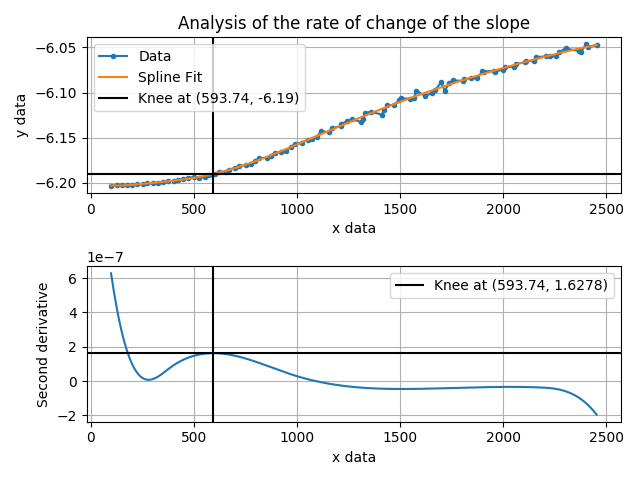 Analysis of the rate of change of the slope
−6.05
−6.10
−6.15
−6.20
y data
Data
Spline Fit
Knee at (593.74, -6.19)
0
500
1000
1500
2000
2500
x data
1e−7
6
4
2
0
−2
Second derivative
Knee at (593.74, 1.6278)
0
500
1000
1500
2000
2500
x data